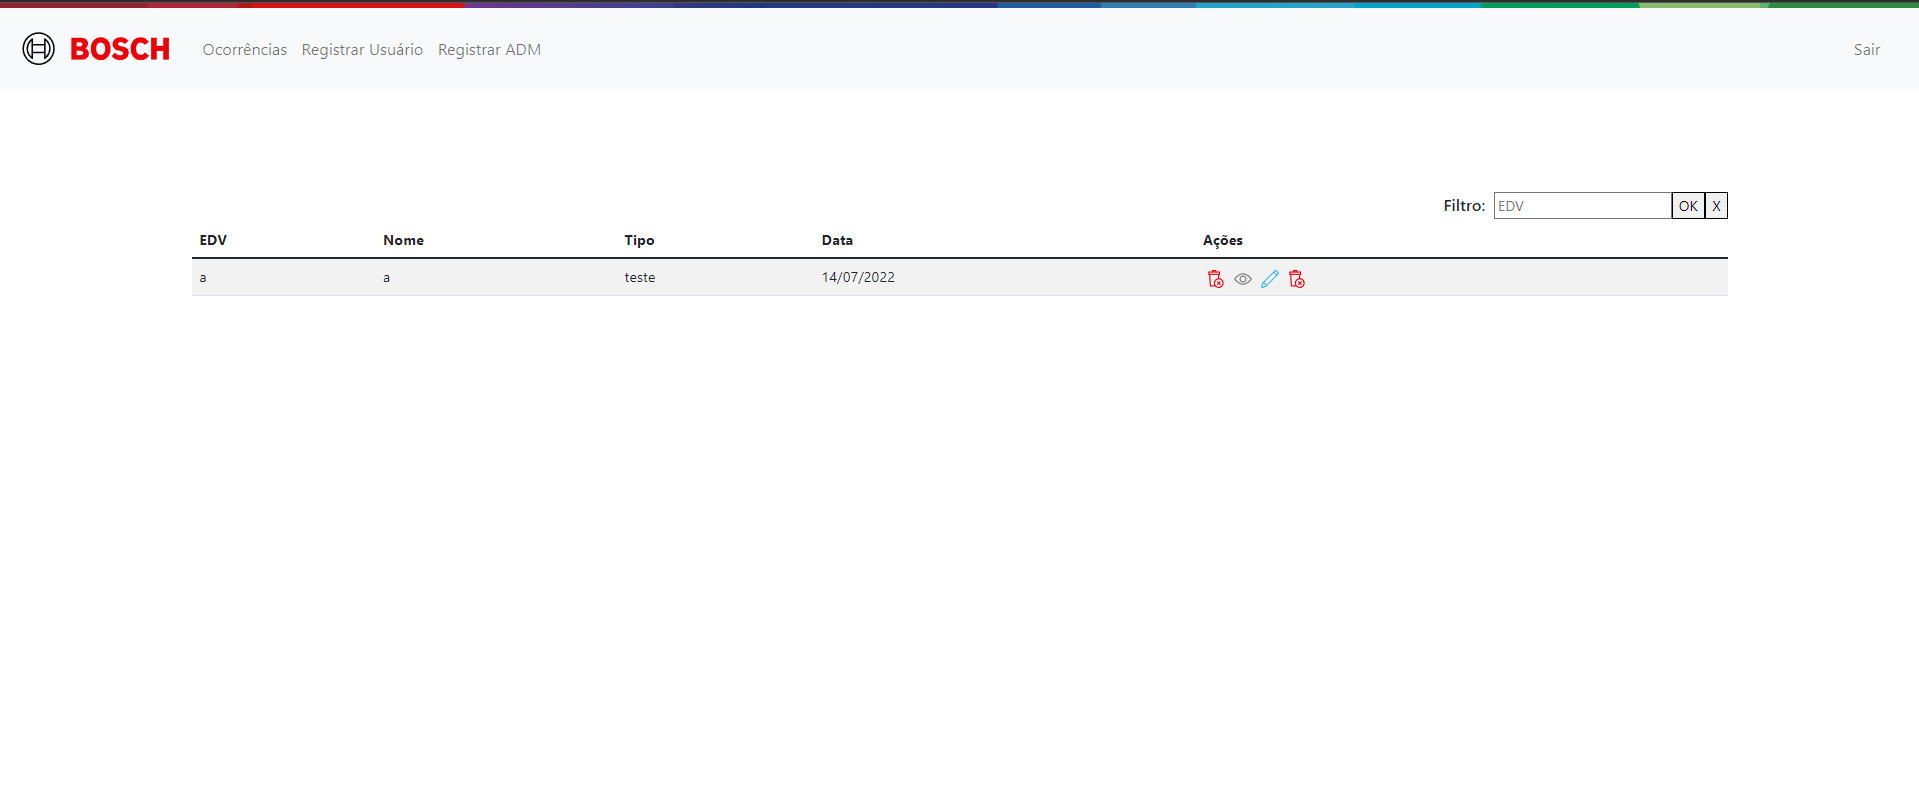 BOSCH Ocorrências Registrar Usuário Registrar ADM Sair
Filtro: EDV OK X
EDV Nome Tipo Data Ações
a a teste 14/07/2022